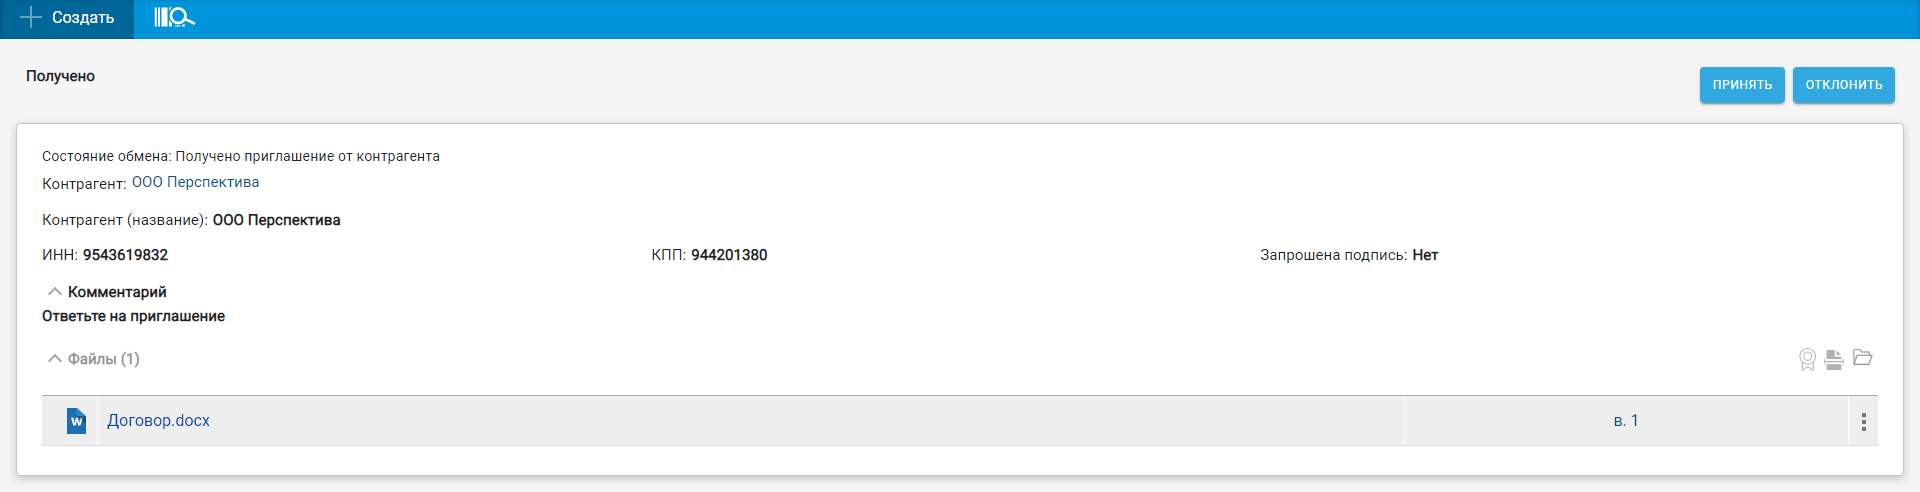 Создать
Получено
ПРИНЯТЬ ОТКЛОНИТЬ
Состояние обмена: Получено приглашение от контрагента
Контрагент: ООО Перспектива
Контрагент (название): ООО Перспектива
ИНН: 9543619832 КПП: 944201380 Запрошена подпись: Нет
Комментарий
Ответьте на приглашение
Файлы (1)
W Договор.docx в. 1